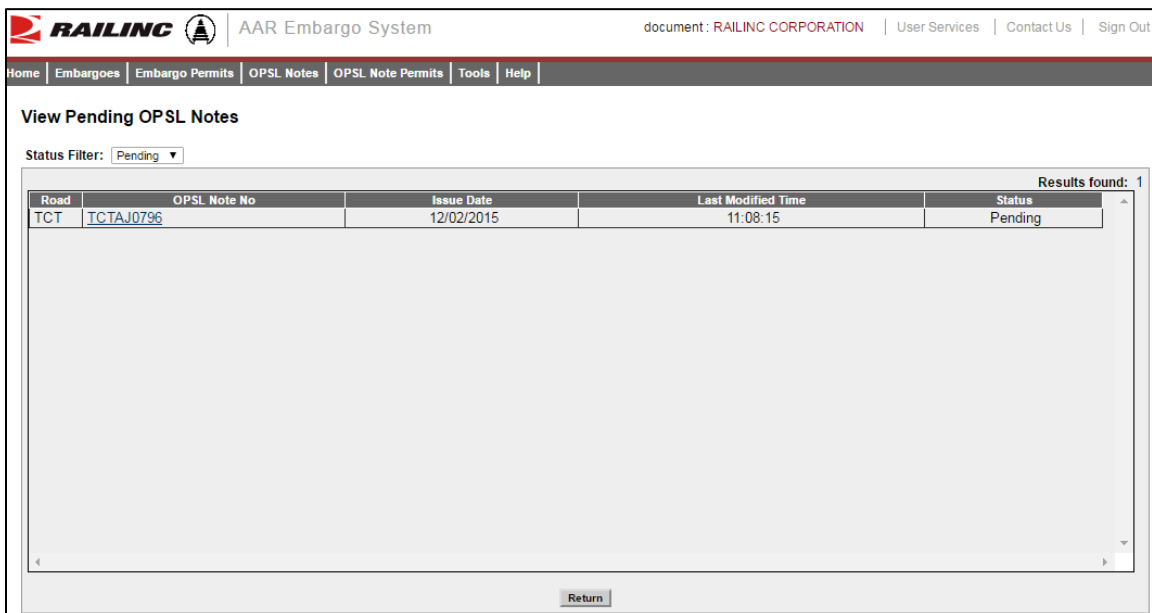 RAILINC AAR Embargo System document : RAILINC CORPORATION | User Services | Contact Us | Sign Out
Home | Embargoes | Embargo Permits | OPSL Notes | OPSL Note Permits | Tools | Help |
View Pending OPSL Notes
Status Filter: Pending
Results found: 1
Road OPSL Note No Issue Date Last Modified Time Status
TCT TCTAJ0796 12/02/2015 11:08:15 Pending
Return